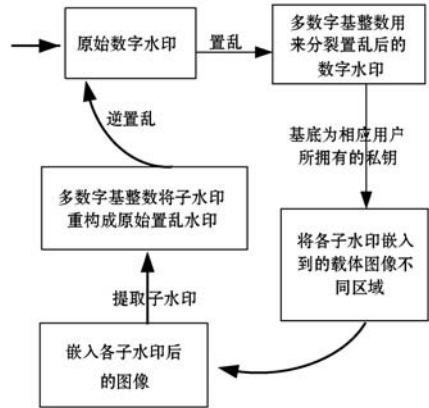 原始数字水印
置乱
多数字基整数用
来分裂置乱后的
数字水印
基底为相应用户
所拥有的私钥
将各子水印嵌入
到的载体图像不
同区域
嵌入各子水印后
的图像
提取子水印
多数字基整数将子水印
重构成原始置乱水印
逆置乱